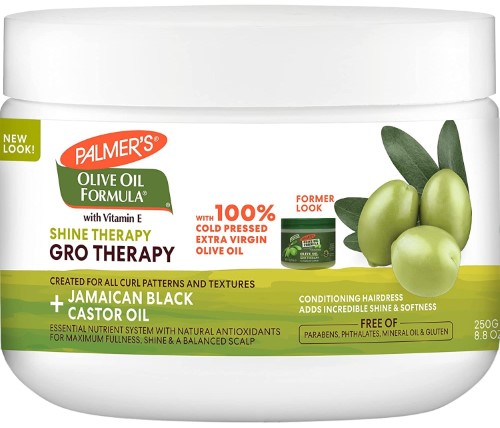 NEW
LOOK!
PALMER'S®
OLIVE OIL
FORMULA®
with Vitamin E
SHINE THERAPY
GRO THERAPY
WITH 100%
COLD PRESSED
EXTRA VIRGIN
OLIVE OIL
FORMER
LOOK
CREATED FOR ALL CURL PATTERNS AND TEXTURES
+ JAMAICAN BLACK
CASTOR OIL
ESSENTIAL NUTRIENT SYSTEM WITH NATURAL ANTIOXIDANTS
FOR MAXIMUM FULLNESS, SHINE & A BALANCED SCALP
CONDITIONING HAIRDRESS
ADDS INCREDIBLE SHINE & SOFTNESS
FREE OF
PARABENS, PHTHALATES, MINERAL OIL & GLUTEN
250G
8.8 OZ